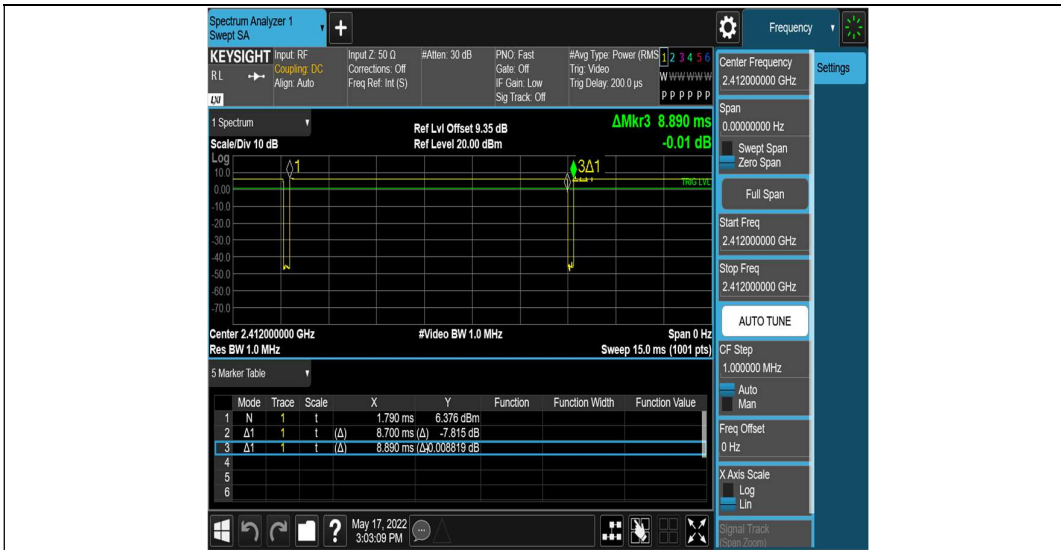 Spectrum Analyzer 1
Swept SA
Frequency
KEYSIGHT
RL
LXI
Input: RF
Coupling: DC
Align: Auto
Input Z: 50 Ω
Corrections: Off
Freq Ref: Int (S)
#Atten: 30 dB
PNO: Fast
Gate: Off
IF Gain: Low
Sig Track: Off
#Avg Type: Power (RMS
Trig: Video
Trig Delay: 200.0 µs
1 2 3 4 5 6
W W W W W W
P P P P P P
1 Spectrum
Scale/Div 10 dB
Ref Lvl Offset 9.35 dB
Ref Level 20.00 dBm
ΔMkr3 8.890 ms
-0.01 dB
Log
10.0
0.00
-10.0
-20.0
-30.0
-40.0
-50.0
-60.0
-70.0
1
3Δ1
TRIG LVL
Center 2.412000000 GHz
Res BW 1.0 MHz
#Video BW 1.0 MHz
Span 0 Hz
Sweep 15.0 ms (1001 pts)
5 Marker Table
Mode Trace Scale X Y Function Function Width Function Value
1 N 1 t 1.790 ms 6.376 dBm
2 Δ1 1 t (Δ) 8.700 ms (Δ) -7.815 dB
3 Δ1 1 t (Δ) 8.890 ms (Δ)-0.008819 dB
4
5
6
?
May 17, 2022
3:03:09 PM
Center Frequency
2.412000000 GHz
Settings
Span
0.00000000 Hz
Swept Span
Zero Span
Full Span
Start Freq
2.412000000 GHz
Stop Freq
2.412000000 GHz
AUTO TUNE
CF Step
1.000000 MHz
Auto
Man
Freq Offset
0 Hz
X Axis Scale
Log
Lin
Signal Track
(Span Zoom)